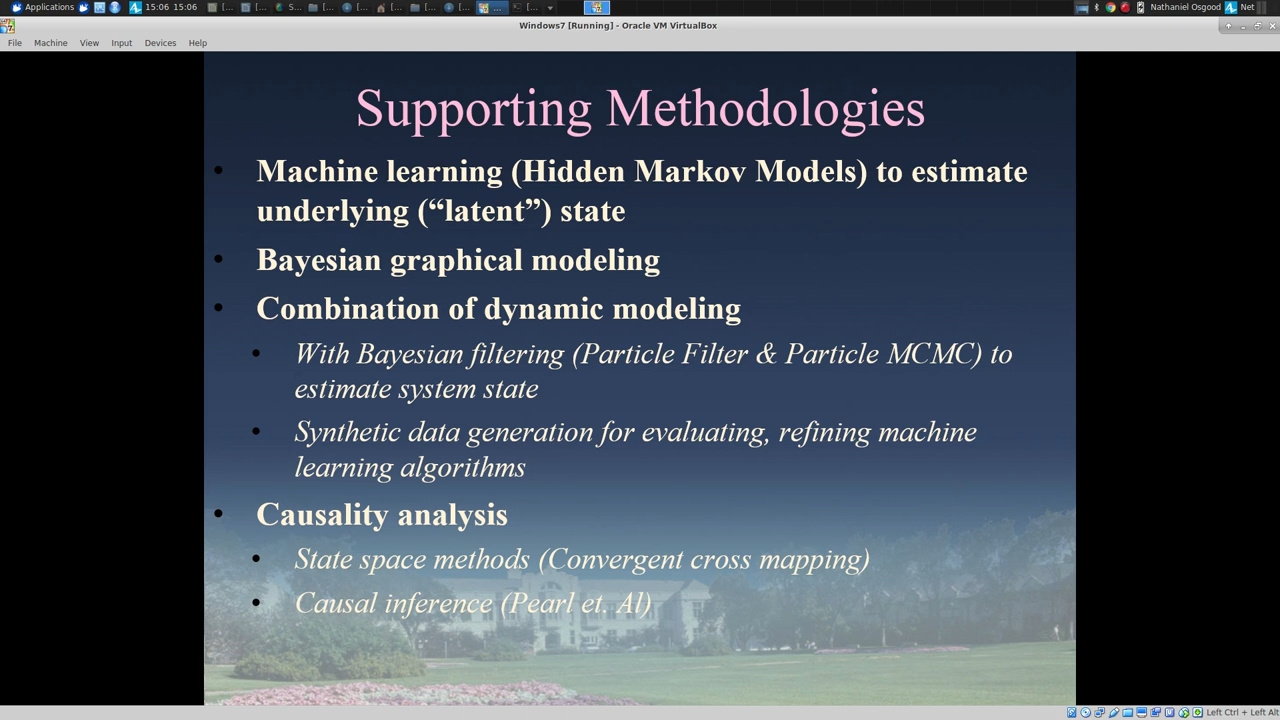 Applications 15:06 15:06 Nathaniel Osgood Net
Windows7 [Running] - Oracle VM VirtualBox
File Machine View Input Devices Help
Supporting Methodologies
• Machine learning (Hidden Markov Models) to estimate
underlying (“latent”) state
• Bayesian graphical modeling
• Combination of dynamic modeling
• With Bayesian filtering (Particle Filter & Particle MCMC) to
estimate system state
• Synthetic data generation for evaluating, refining machine
learning algorithms
• Causality analysis
• State space methods (Convergent cross mapping)
• Causal inference (Pearl et. Al)
Left Ctrl + Left Alt